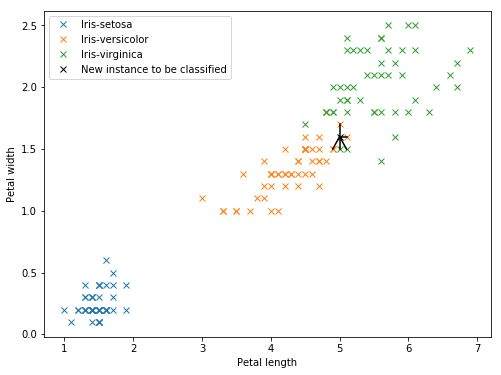 Iris-setosa
Iris-versicolor
Iris-virginica
New instance to be classified
2.5
2.0
1.5
1.0
0.5
0.0
Petal width
1 2 3 4 5 6 7
Petal length